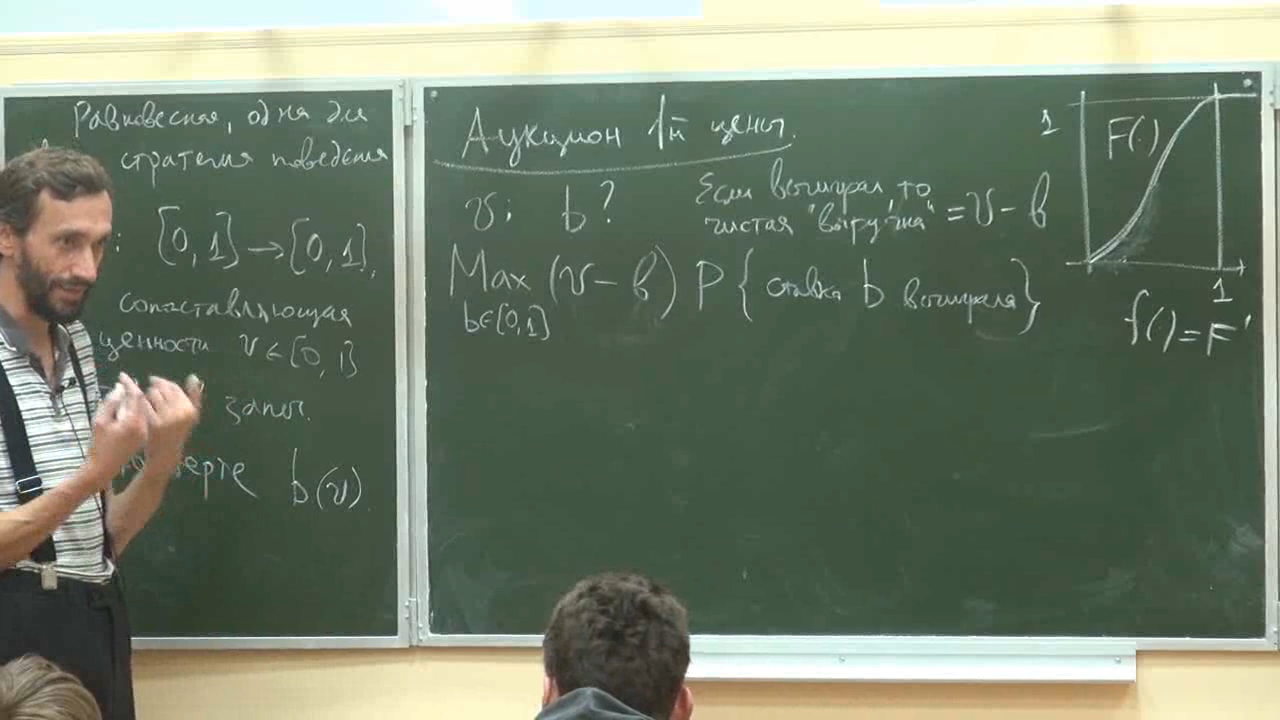 Равновесная, одна для
стратегия поведения
: [0,1]→[0,1],
сопоставляющая
ценности v∈[0,1]
b(v).
Аукцион 1й цены.
v; b? Если выиграл, то
чистая "выручка" = v−b
Max (v−b) P{ставка b выиграла}
b∈[0,1]
1
F(.)
1
f(.)=F'